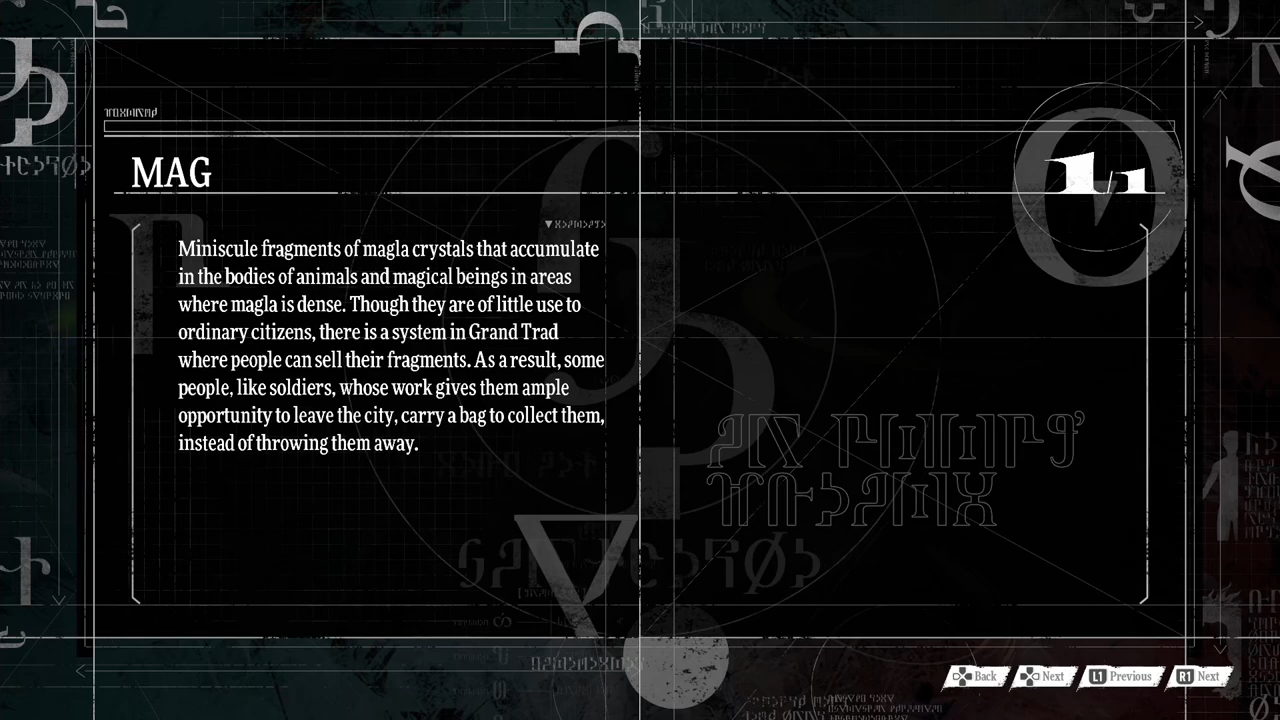 MAG
1/1
Miniscule fragments of magla crystals that accumulate
in the bodies of animals and magical beings in areas
where magla is dense. Though they are of little use to
ordinary citizens, there is a system in Grand Trad
where people can sell their fragments. As a result, some
people, like soldiers, whose work gives them ample
opportunity to leave the city, carry a bag to collect them,
instead of throwing them away.
Back Next L1 Previous R1 Next